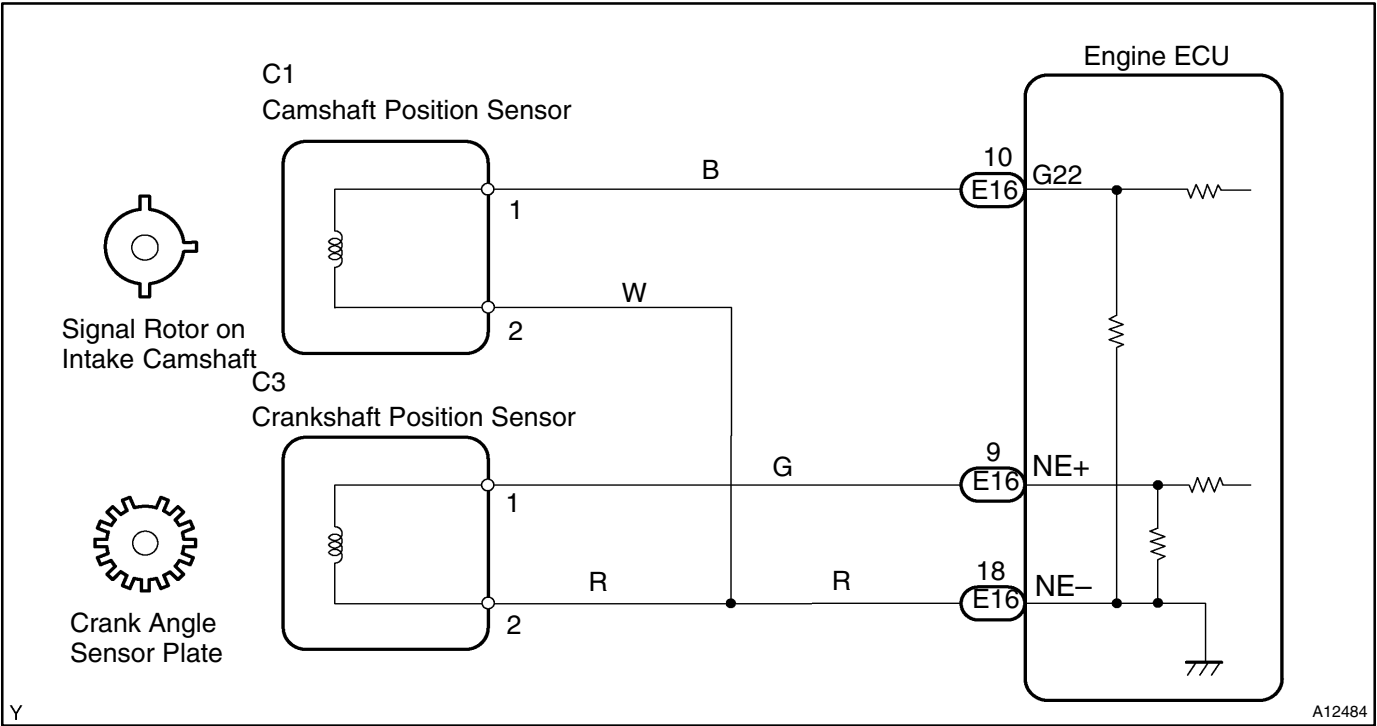 Engine ECU
C1
Camshaft Position Sensor
10
B
E16
G22
1
W
2
Signal Rotor on
Intake Camshaft
C3
Crankshaft Position Sensor
9
G
E16
NE+
1
18
R
R
E16
NE–
2
Crank Angle
Sensor Plate
Y
A12484